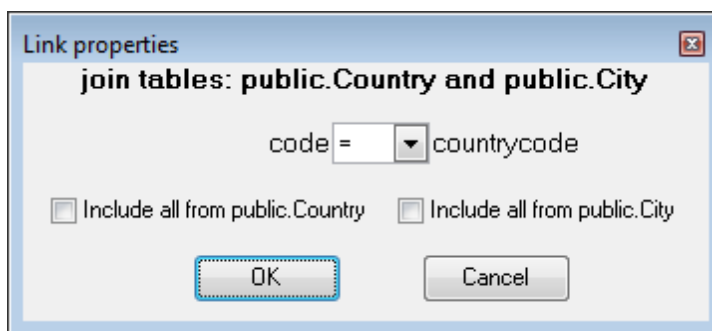 Link properties
join tables: public.Country and public.City
code = countrycode
Include all from public.Country Include all from public.City
OK Cancel